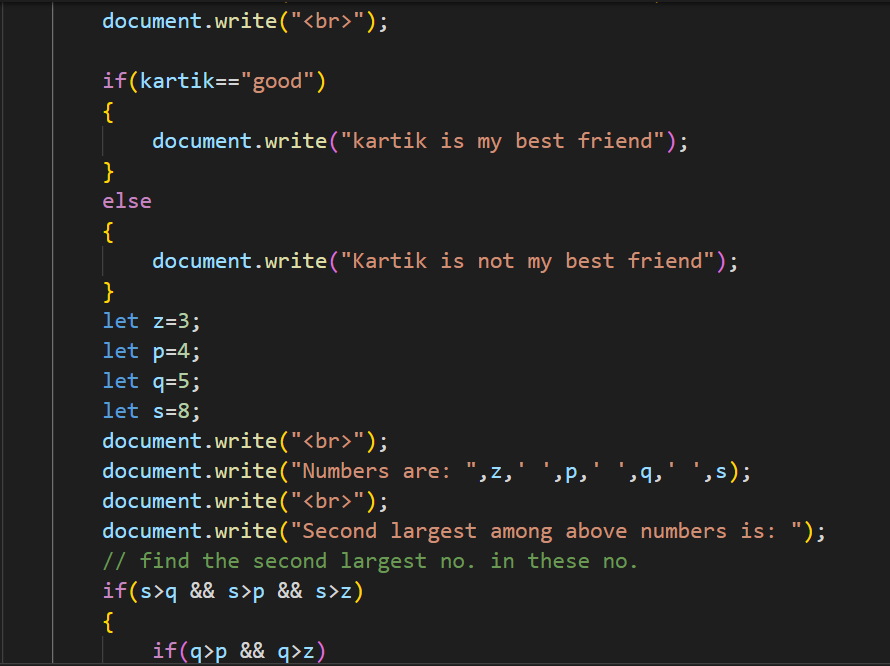 document.write("<br>");
if(kartik=="good")
{
document.write("kartik is my best friend");
}
else
{
document.write("Kartik is not my best friend");
}
let z=3;
let p=4;
let q=5;
let s=8;
document.write("<br>");
document.write("Numbers are: ",z,' ',p,' ',q,' ',s);
document.write("<br>");
document.write("Second largest among above numbers is: ");
// find the second largest no. in these no.
if(s>q && s>p && s>z)
{
if(q>p && q>z)